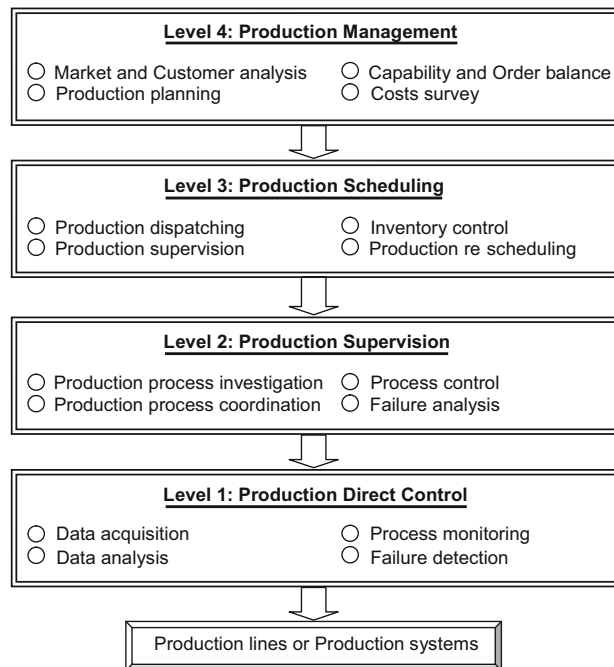 Level 4: Production Management
Market and Customer analysis
Capability and Order balance
Production planning
Costs survey
Level 3: Production Scheduling
Production dispatching
Inventory control
Production supervision
Production re scheduling
Level 2: Production Supervision
Production process investigation
Process control
Production process coordination
Failure analysis
Level 1: Production Direct Control
Data acquisition
Process monitoring
Data analysis
Failure detection
Production lines or Production systems